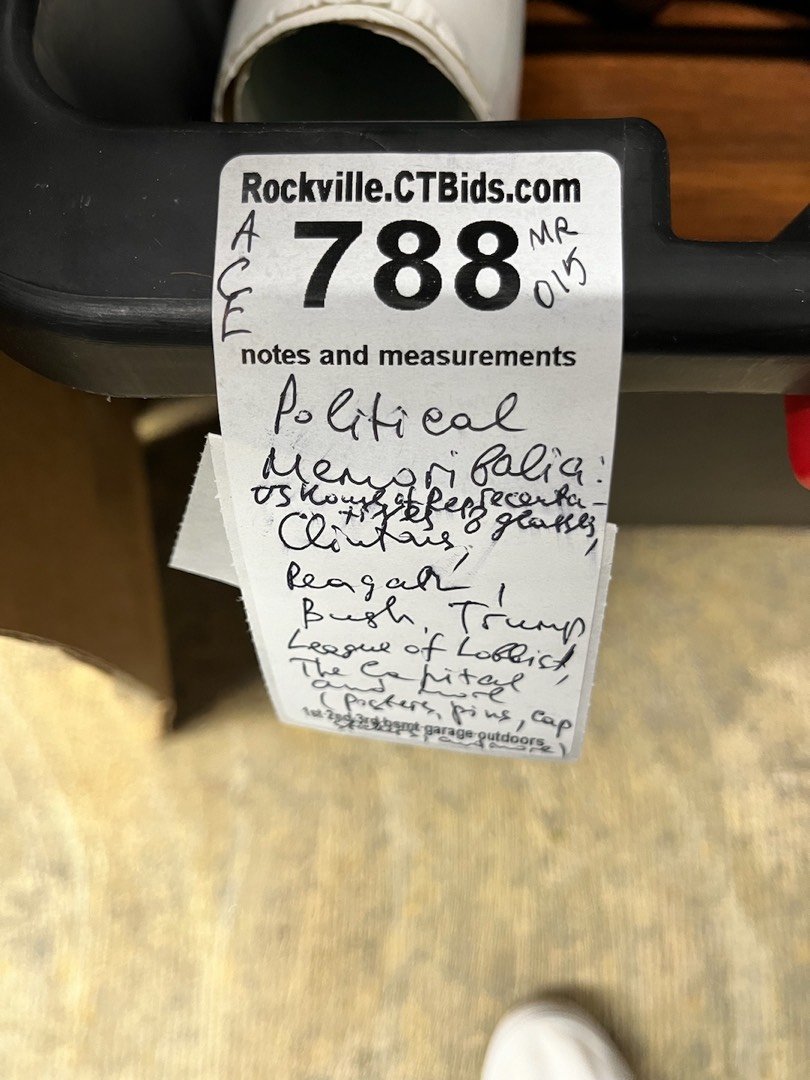 Rockville.CTBids.com
A
C
E
788
MR
015
notes and measurements
Political
Memoribalia:
US House of Representa-
tives 8 glasses,
Clintons,
Reagan,
Bush, Trump
League of Lobbist,
The Capital
and more
(posters, pins, cap
1st-2nd-3rd-bsmt-garage-outdoors
and more)